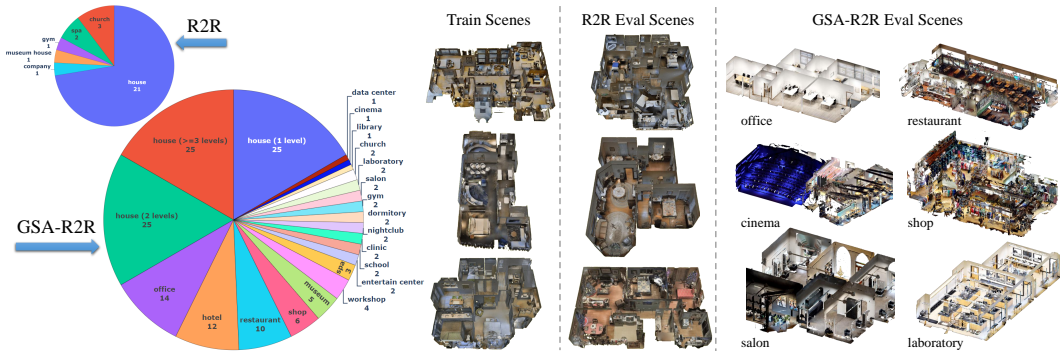 R2R
church
3
spa
2
gym
1
museum house
1
company
1
house
21
GSA-R2R
house (>=3 levels)
25
house (1 level)
25
house (2 levels)
25
office
14
hotel
12
restaurant
10
shop
6
museum
5
workshop
4
spa
3
data center
1
cinema
1
library
1
church
2
laboratory
2
salon
2
gym
2
dormitory
2
nightclub
2
clinic
2
school
2
entertain center
2
Train Scenes
R2R Eval Scenes
GSA-R2R Eval Scenes
office
restaurant
cinema
shop
salon
laboratory